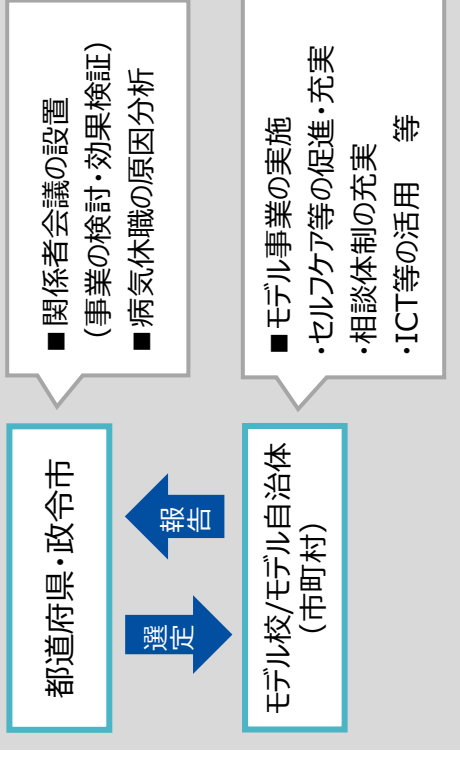 都道府県・政令市
■関係者会議の設置
（事業の検討・効果検証）
■病気休職の原因分析
選定
報告
モデル校/モデル自治体
（市町村）
■モデル事業の実施
・セルフケア等の促進・充実
・相談体制の充実
・ICT等の活用　等